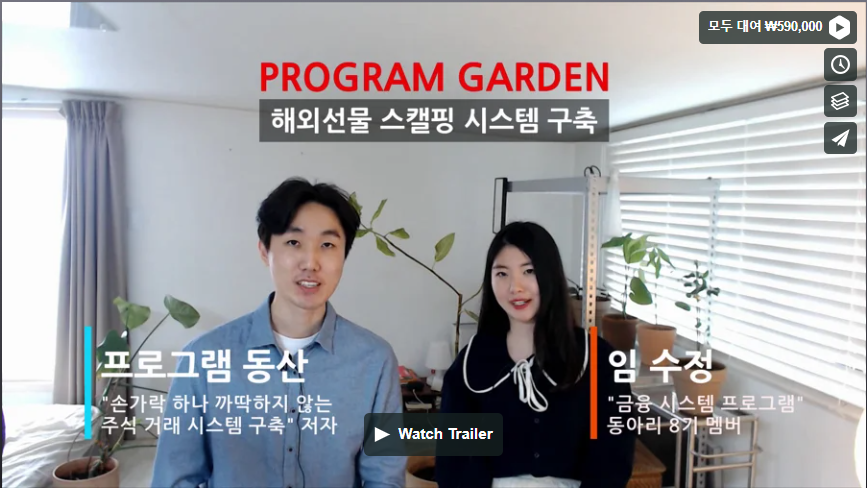 모두 대여 ₩590,000
PROGRAM GARDEN
해외선물 스캘핑 시스템 구축
프로그램 동산
"손가락 하나 까딱하지 않는
주식 거래 시스템 구축" 저자
임 수정
"금융 시스템 프로그램"
동아리 8기 멤버
Watch Trailer